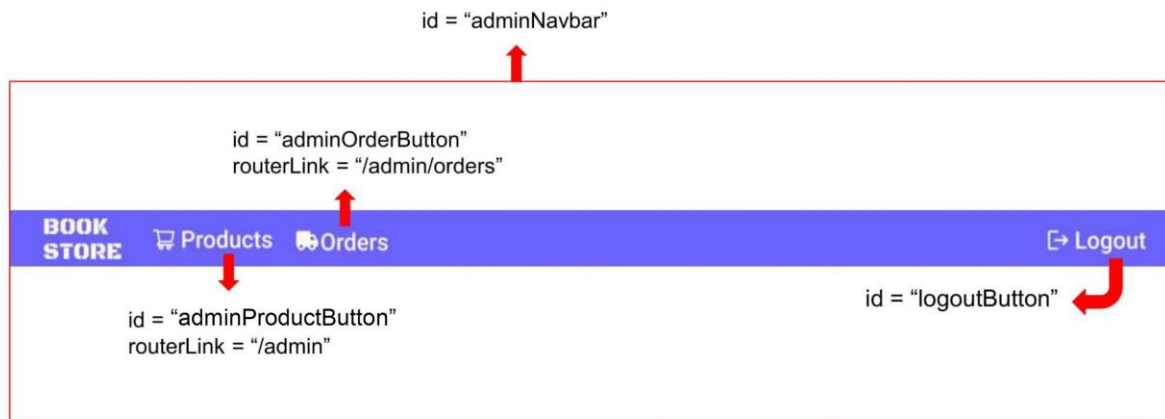 id = “adminNavbar”
id = “adminOrderButton”
routerLink = “/admin/orders”
BOOK
STORE
Products
Orders
Logout
id = “adminProductButton”
routerLink = “/admin”
id = “logoutButton”